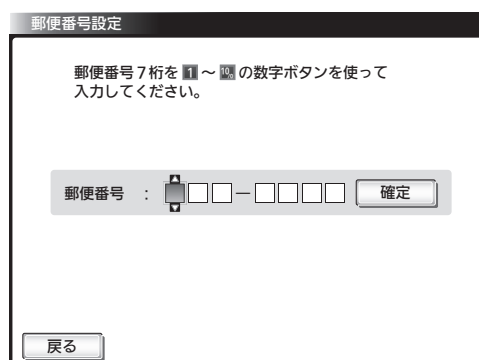 郵便番号設定
郵便番号7桁を 1 ～ 10 の数字ボタンを使って
入力してください。
郵便番号 : － 確定
戻る